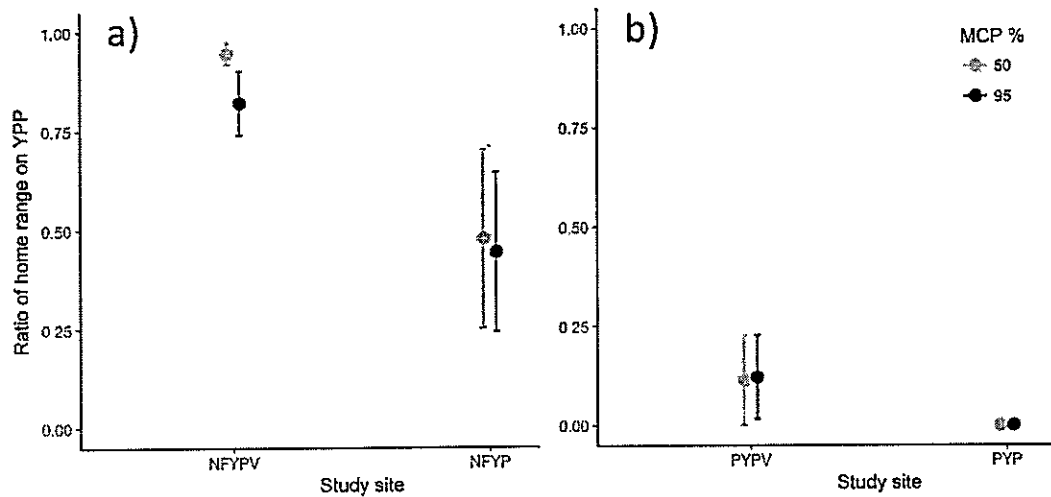 a)
1.00
0.75
0.50
0.25
0.00
Ratio of home range on YPP
NFYPV
NFYP
Study site
b)
MCP %
50
95
1.00
0.75
0.50
0.25
0.00
PYPV
PYP
Study site